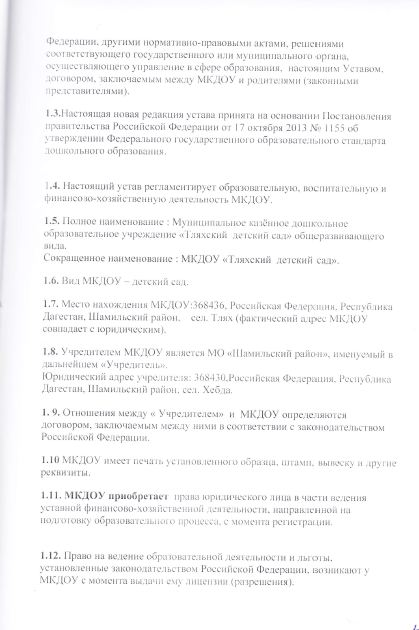 Федерации, другими нормативно-правовыми актами, решениями
соответствующего государственного или муниципального органа,
осуществляющего управление в сфере образования, настоящим Уставом,
договором, заключаемым между МКДОУ и родителями (законными
представителями).
1.3.Настоящая новая редакция устава принята на основании Постановления
правительства Российской Федерации от 17 октября 2013 № 1155 об
утверждении Федерального государственного образовательного стандарта
дошкольного образования.
1.4. Настоящий устав регламентирует образовательную, воспитательную и
финансово-хозяйственную деятельность МКДОУ.
1.5. Полное наименование : Муниципальное казённое дошкольное
образовательное учреждение «Тляхский детский сад» общеразвивающего
вида.
Сокращенное наименование : МКДОУ «Тляхский детский сад».
1.6. Вид МКДОУ – детский сад.
1.7. Место нахождения МКДОУ:368436, Российская Федерация, Республика
Дагестан, Шамильский район, сел. Тлях (фактический адрес МКДОУ
совпадает с юридическим).
1.8. Учредителем МКДОУ является МО «Шамильский район», именуемый в
дальнейшем «Учредитель».
Юридический адрес учредителя: 368430,Российская Федерация, Республика
Дагестан, Шамильский район, сел. Хебда.
1. 9. Отношения между « Учредителем» и МКДОУ определяются
договором, заключаемым между ними в соответствии с законодательством
Российской Федерации.
1.10 МКДОУ имеет печать установленного образца, штамп, вывеску и другие
реквизиты.
1.11. МКДОУ приобретает права юридического лица в части ведения
уставной финансово-хозяйственной деятельности, направленной на
подготовку образовательного процесса, с момента регистрации.
1.12. Право на ведение образовательной деятельности и льготы,
установленные законодательством Российской Федерации, возникают у
МКДОУ с момента выдачи ему лицензии (разрешения).